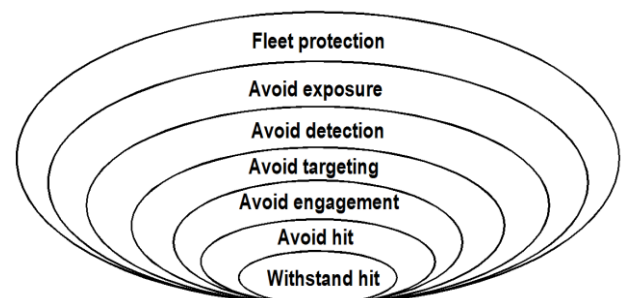 Fleet protection
Avoid exposure
Avoid detection
Avoid targeting
Avoid engagement
Avoid hit
Withstand hit